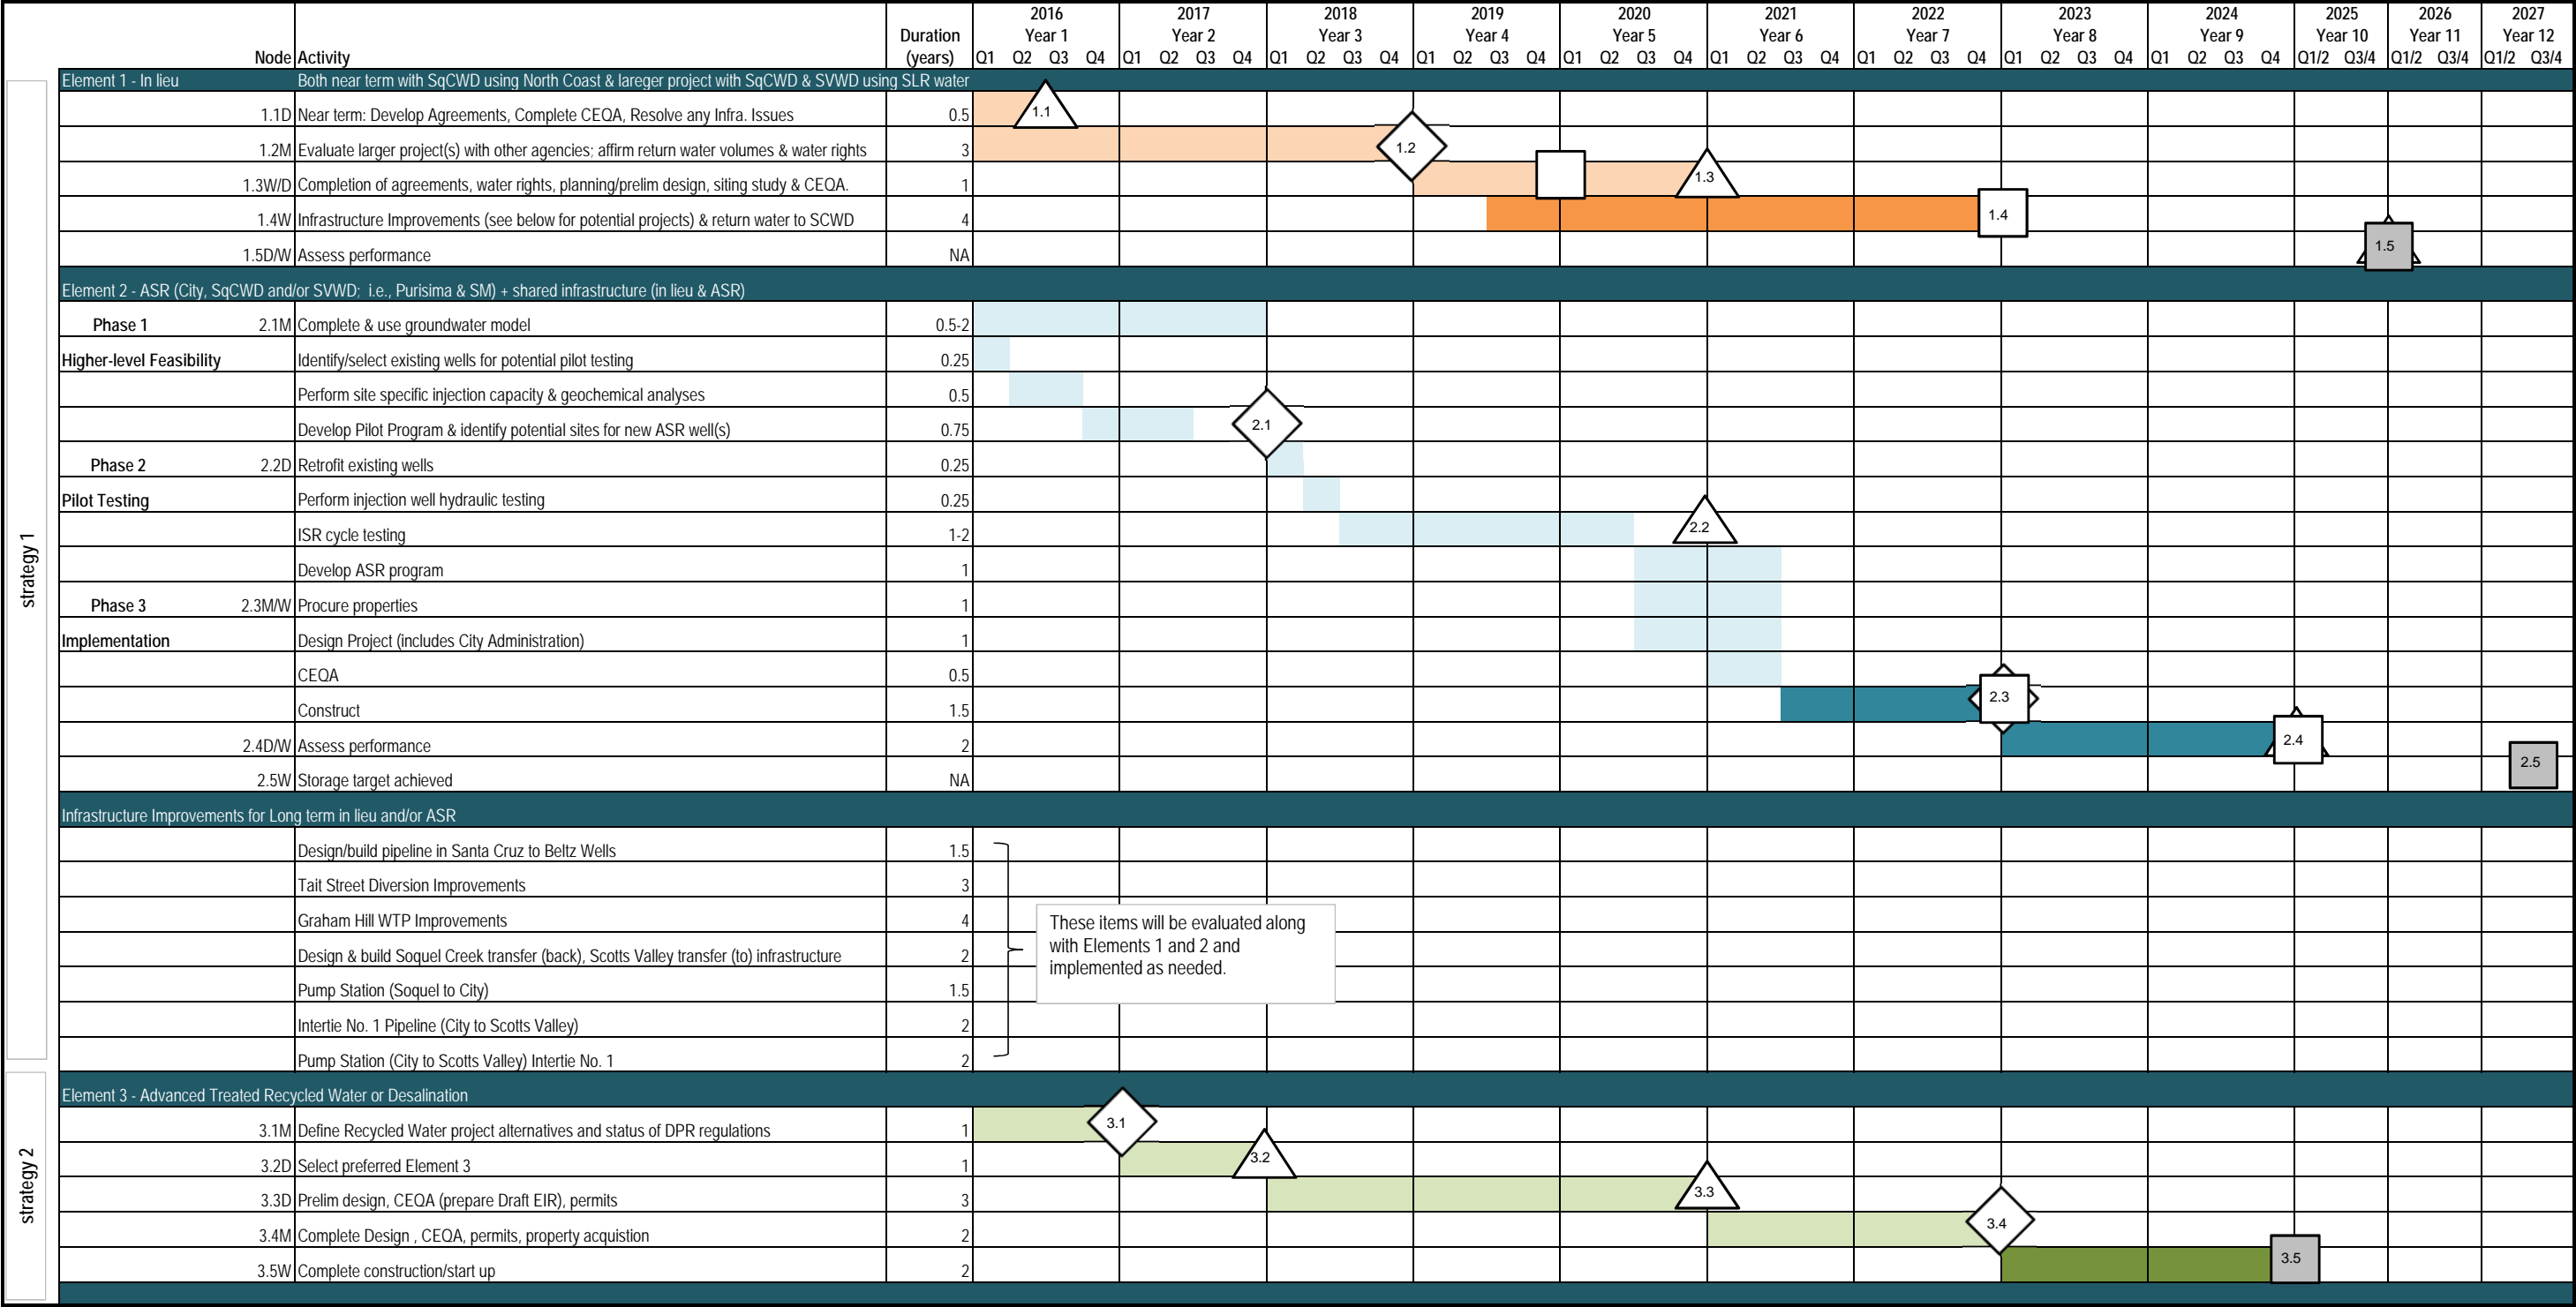 2016 2017 2018 2019 2020 2021 2022 2023 2024 2025 2026 2027
Duration Year 1 Year 2 Year 3 Year 4 Year 5 Year 6 Year 7 Year 8 Year 9 Year 10 Year 11 Year 12
Node Activity (years) Q1 Q2 Q3 Q4 Q1 Q2 Q3 Q4 Q1 Q2 Q3 Q4 Q1 Q2 Q3 Q4 Q1 Q2 Q3 Q4 Q1 Q2 Q3 Q4 Q1 Q2 Q3 Q4 Q1 Q2 Q3 Q4 Q1 Q2 Q3 Q4 Q1/2 Q3/4 Q1/2 Q3/4 Q1/2 Q3/4
strategy 1
Element 1 - In lieu Both near term with SqCWD using North Coast & lareger project with SqCWD & SVWD using SLR water
1.1D Near term: Develop Agreements, Complete CEQA, Resolve any Infra. Issues 0.5 1.1
1.2M Evaluate larger project(s) with other agencies; affirm return water volumes & water rights 3 1.2
1.3W/D Completion of agreements, water rights, planning/prelim design, siting study & CEQA. 1 1.3
1.4W Infrastructure Improvements (see below for potential projects) & return water to SCWD 4 1.4
1.5D/W Assess performance NA 1.5
Element 2 - ASR (City, SqCWD and/or SVWD; i.e., Purisima & SM) + shared infrastructure (in lieu & ASR)
Phase 1 2.1M Complete & use groundwater model 0.5-2
Higher-level Feasibility Identify/select existing wells for potential pilot testing 0.25
Perform site specific injection capacity & geochemical analyses 0.5
Develop Pilot Program & identify potential sites for new ASR well(s) 0.75 2.1
Phase 2 2.2D Retrofit existing wells 0.25
Pilot Testing Perform injection well hydraulic testing 0.25
ISR cycle testing 1-2 2.2
Develop ASR program 1
Phase 3 2.3M/W Procure properties 1
Implementation Design Project (includes City Administration) 1
CEQA 0.5
Construct 1.5 2.3
2.4D/W Assess performance 2 2.4
2.5W Storage target achieved NA 2.5
Infrastructure Improvements for Long term in lieu and/or ASR
Design/build pipeline in Santa Cruz to Beltz Wells 1.5
Tait Street Diversion Improvements 3
Graham Hill WTP Improvements 4
Design & build Soquel Creek transfer (back), Scotts Valley transfer (to) infrastructure 2
Pump Station (Soquel to City) 1.5
Intertie No. 1 Pipeline (City to Scotts Valley) 2
Pump Station (City to Scotts Valley) Intertie No. 1 2
These items will be evaluated along
with Elements 1 and 2 and
implemented as needed.
strategy 2
Element 3 - Advanced Treated Recycled Water or Desalination
3.1M Define Recycled Water project alternatives and status of DPR regulations 1 3.1
3.2D Select preferred Element 3 1 3.2
3.3D Prelim design, CEQA (prepare Draft EIR), permits 3 3.3
3.4M Complete Design , CEQA, permits, property acquistion 2 3.4
3.5W Complete construction/start up 2 3.5